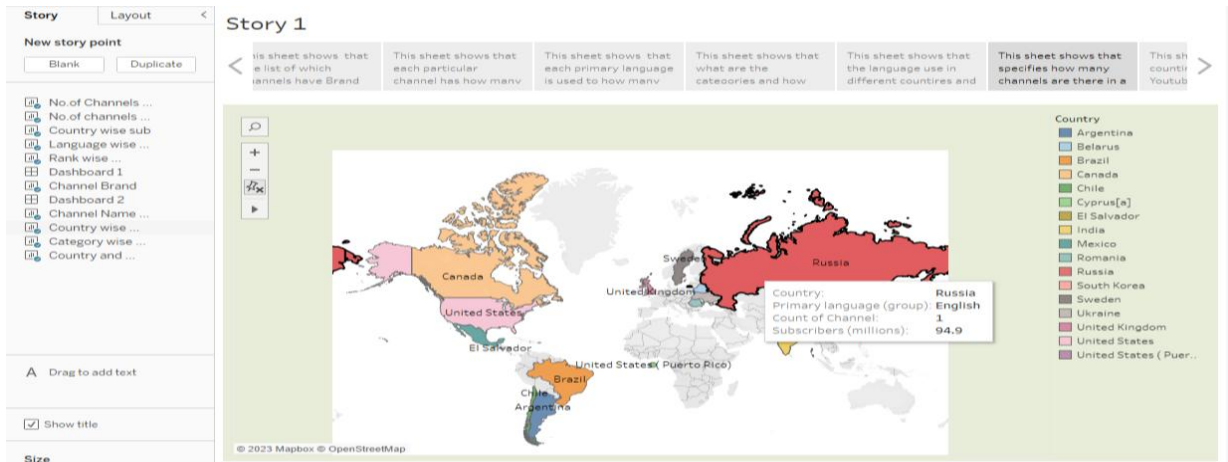 Story Layout <
New story point
Blank Duplicate
No.of Channels ...
No.of channels ...
Country wise sub
Language wise ...
Rank wise ...
Dashboard 1
Channel Brand
Dashboard 2
Channel Name ...
Country wise ...
Category wise ...
Country and ...
A Drag to add text
Show title
Size
Story 1
his sheet shows that
e list of which
hannels have Brand
This sheet shows that
each particular
channel has how many
This sheet shows that
each primary language
is used to how many
This sheet shows that
what are the
categories and how
This sheet shows that
the language use in
different countires and
This sheet shows that
specifies how many
channels are there in a
This sh
countri
Youtub
Canada
United States
El Salvador
Brazil
Chile
Argentina
United States ( Puerto Rico)
United Kingdom
Swede
Russia
Country: Russia
Primary language (group): English
Count of Channel: 1
Subscribers (millions): 94.9
© 2023 Mapbox © OpenStreetMap
Country
Argentina
Belarus
Brazil
Canada
Chile
Cyprus[a]
El Salvador
India
Mexico
Romania
Russia
South Korea
Sweden
Ukraine
United Kingdom
United States
United States ( Puer..